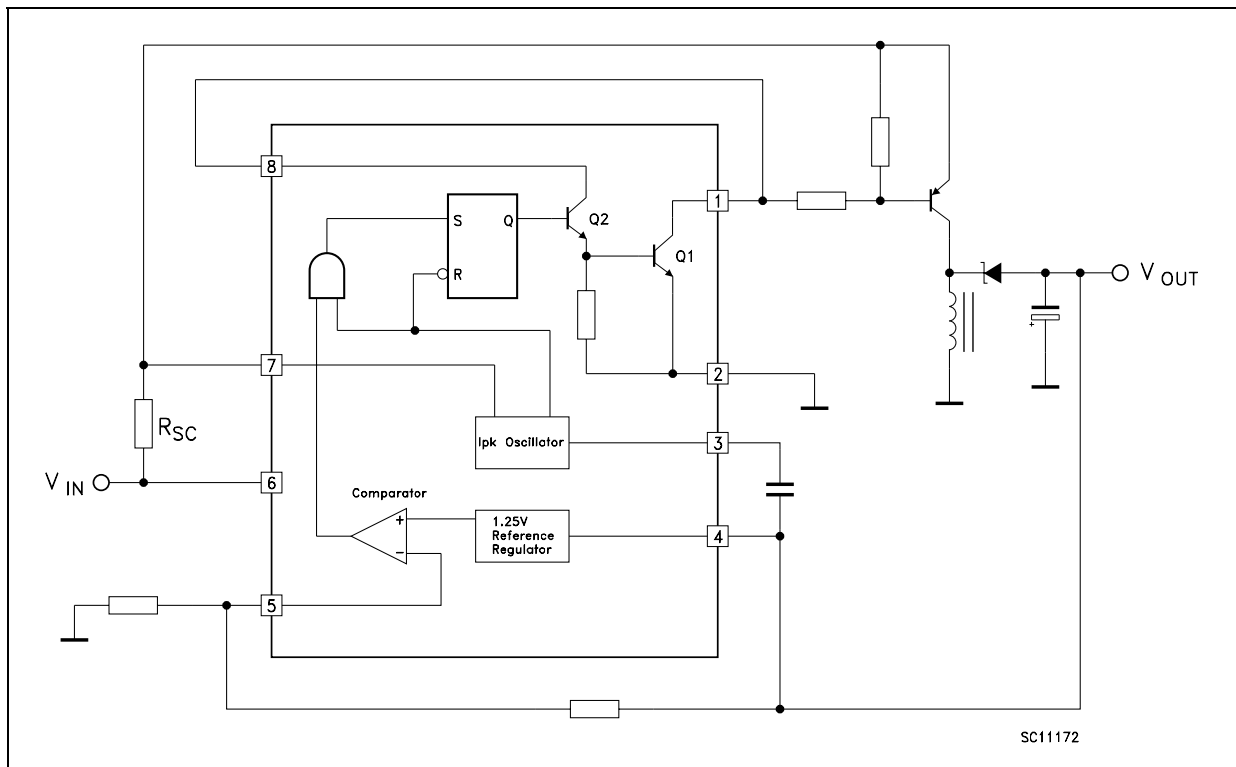 8
S
Q
Q2
1
R
Q1
V OUT
+
7
2
RSC
Ipk Oscillator
3
V IN
6
Comparator
+
−
1.25V
Reference
Regulator
4
5
SC11172